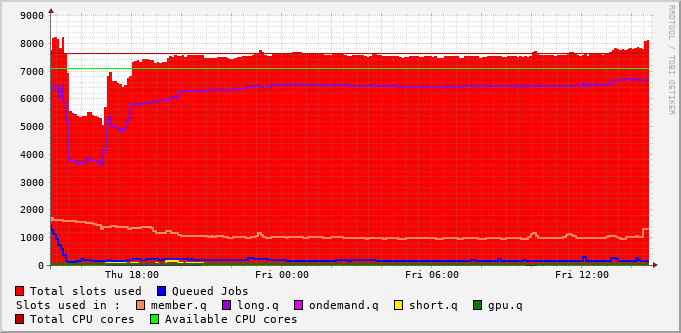 9000
8000
7000
6000
5000
4000
3000
2000
1000
0
Thu 18:00 Fri 00:00 Fri 06:00 Fri 12:00
RRDTOOL / TOBI OETIKER
Total slots used Queued Jobs
Slots used in : member.q long.q ondemand.q short.q gpu.q
Total CPU cores Available CPU cores